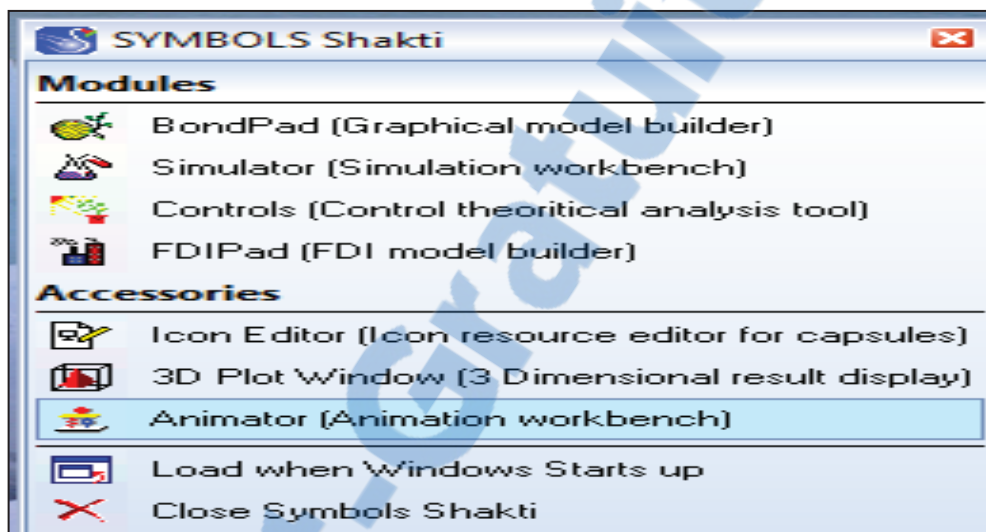 SYMBOLS Shakti
Modules
BondPad (Graphical model builder)
Simulator (Simulation workbench)
Controls (Control theoritical analysis tool)
FDIPad (FDI model builder)
Accessories
Icon Editor (Icon resource editor for capsules)
3D Plot Window (3 Dimensional result display)
Animator (Animation workbench)
Load when Windows Starts up
Close Symbols Shakti
-Gratuit